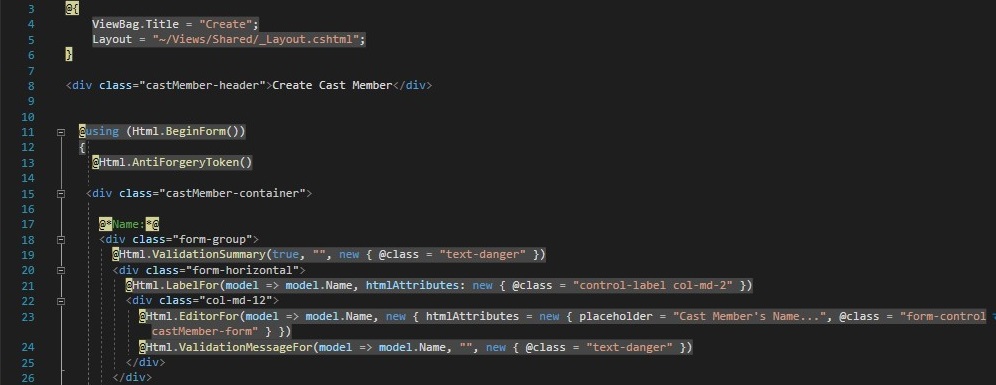 3 @{
4 ViewBag.Title = "Create";
5 Layout = "~/Views/Shared/_Layout.cshtml";
6 }
7
8 <div class="castMember-header">Create Cast Member</div>
9
10
11 @using (Html.BeginForm())
12 {
13 @Html.AntiForgeryToken()
14
15 <div class="castMember-container">
16
17 @*Name:*@
18 <div class="form-group">
19 @Html.ValidationSummary(true, "", new { @class = "text-danger" })
20 <div class="form-horizontal">
21 @Html.LabelFor(model => model.Name, htmlAttributes: new { @class = "control-label col-md-2" })
22 <div class="col-md-12">
23 @Html.EditorFor(model => model.Name, new { htmlAttributes = new { placeholder = "Cast Member's Name...", @class = "form-control
castMember-form" } })
24 @Html.ValidationMessageFor(model => model.Name, "", new { @class = "text-danger" })
25 </div>
26 </div>